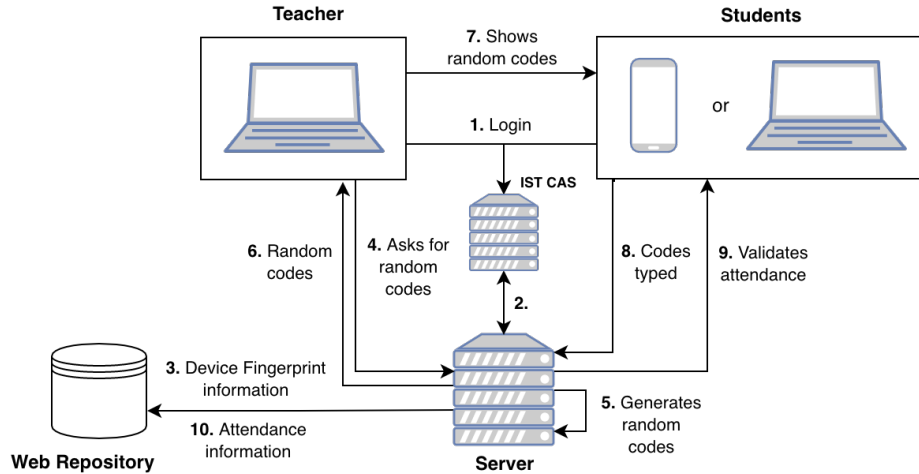 Teacher
Students
7. Shows
random codes
or
1. Login
IST CAS
6. Random
codes
4. Asks for
random
codes
8. Codes
typed
9. Validates
attendance
2.
3. Device Fingerprint
information
10. Attendance
information
5. Generates
random
codes
Web Repository
Server